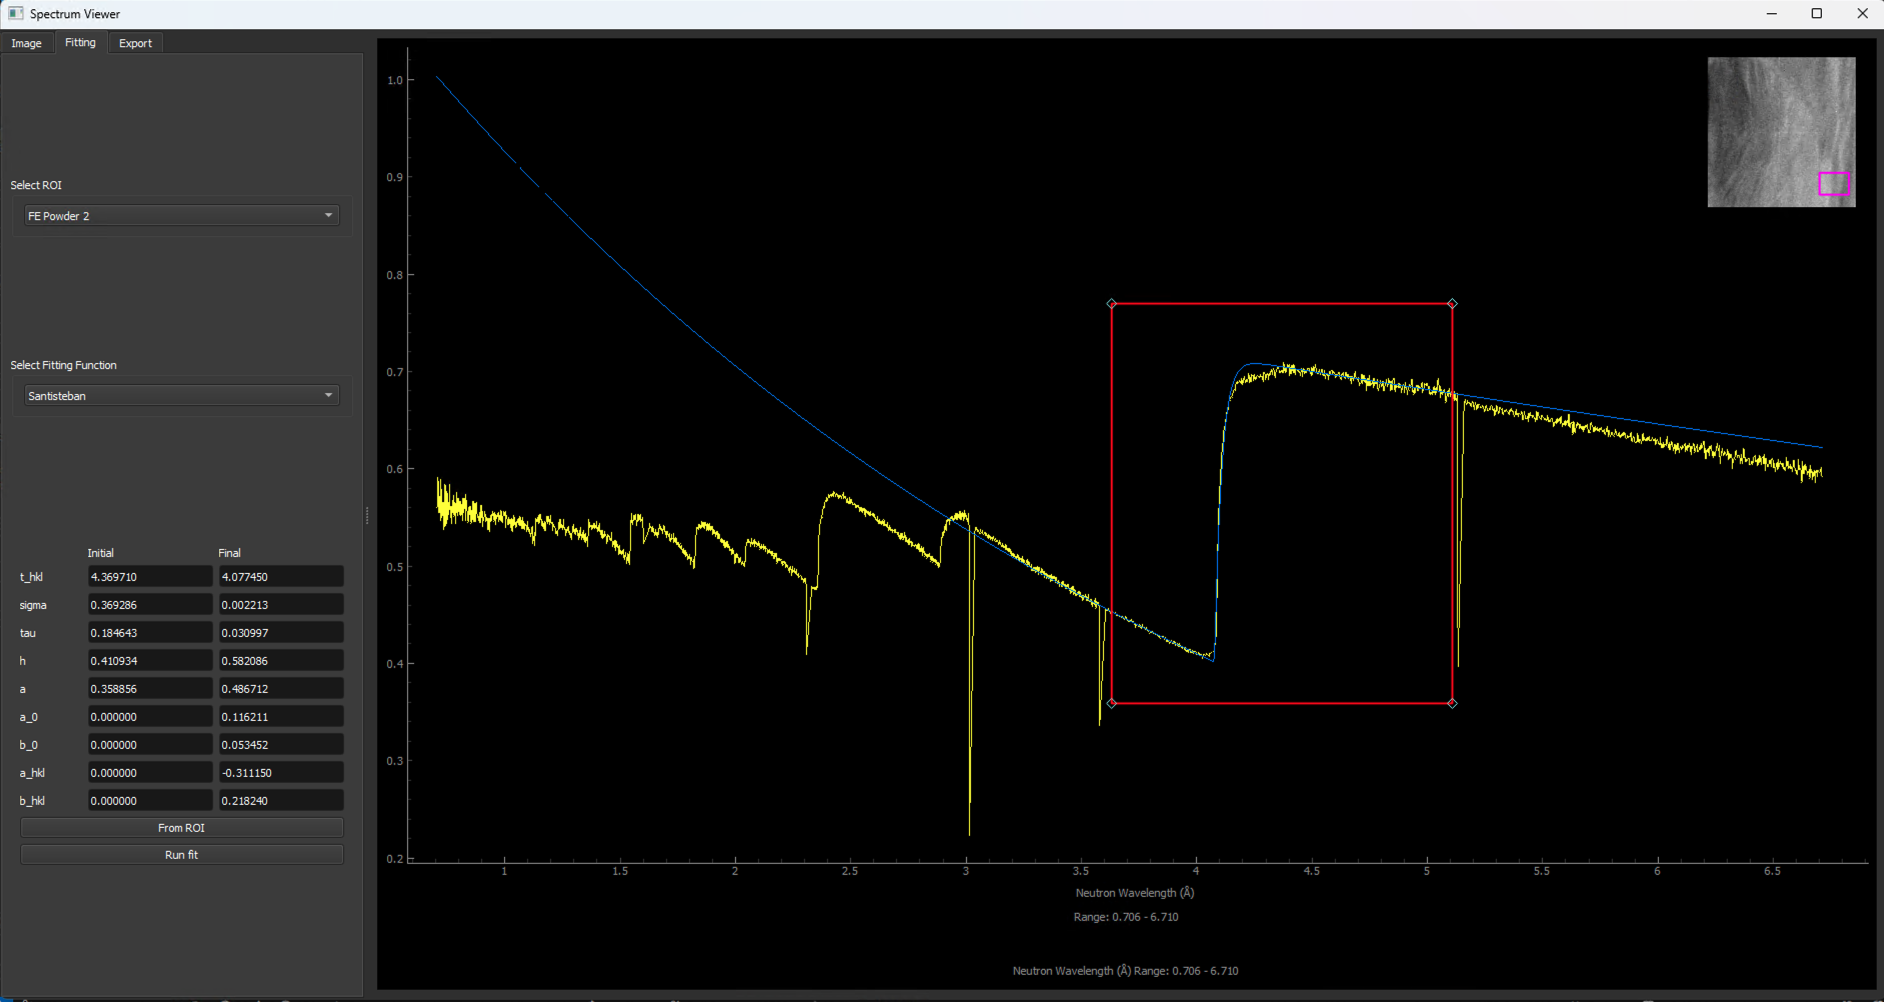 Spectrum Viewer
Image Fitting Export
Select ROI
FE Powder 2
Select Fitting Function
Santisteban
Initial Final
t_hkl 4.369710 4.077450
sigma 0.369286 0.002213
tau 0.184643 0.030997
h 0.410934 0.582086
a 0.358856 0.486712
a_0 0.000000 0.116211
b_0 0.000000 0.053452
a_hkl 0.000000 -0.311150
b_hkl 0.000000 0.218240
From ROI
Run fit
1.0
0.9
0.8
0.7
0.6
0.5
0.4
0.3
0.2
1 1.5 2 2.5 3 3.5 4 4.5 5 5.5 6 6.5
Neutron Wavelength (Å)
Range: 0.706 - 6.710
Neutron Wavelength (Å) Range: 0.706 - 6.710